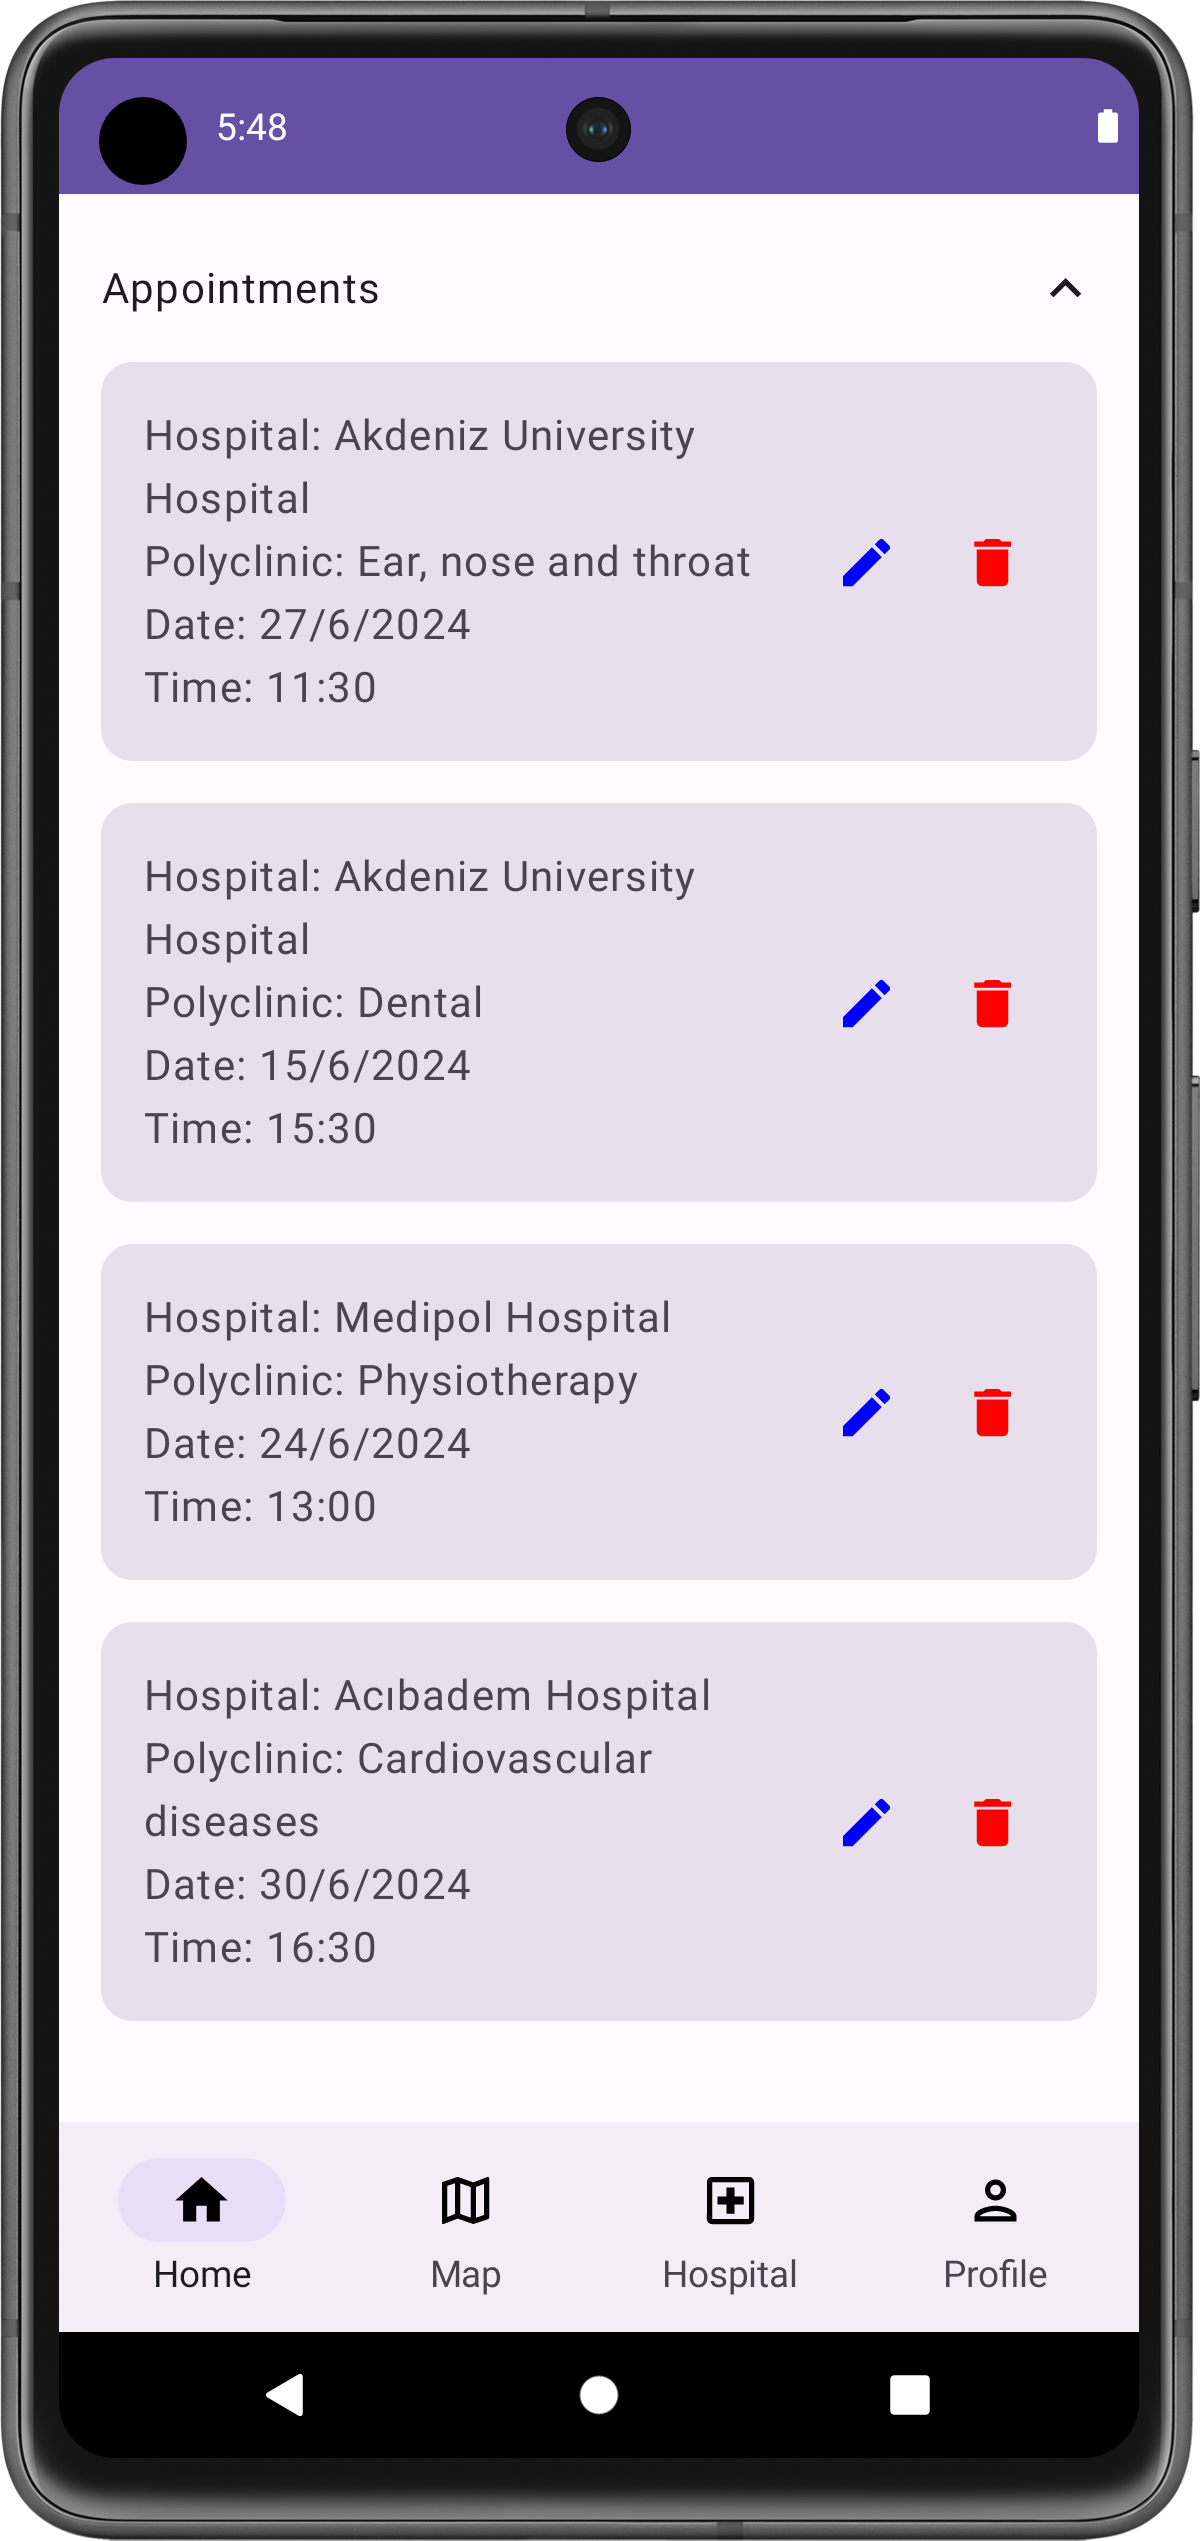 5:48
Appointments
Hospital: Akdeniz University
Hospital
Polyclinic: Ear, nose and throat
Date: 27/6/2024
Time: 11:30
Hospital: Akdeniz University
Hospital
Polyclinic: Dental
Date: 15/6/2024
Time: 15:30
Hospital: Medipol Hospital
Polyclinic: Physiotherapy
Date: 24/6/2024
Time: 13:00
Hospital: Acıbadem Hospital
Polyclinic: Cardiovascular
diseases
Date: 30/6/2024
Time: 16:30
Home
Map
Hospital
Profile